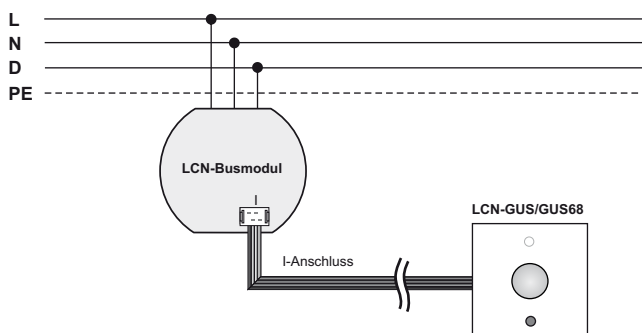 L
N
D
PE
LCN-Busmodul
I
LCN-GUS/GUS68
I-Anschluss